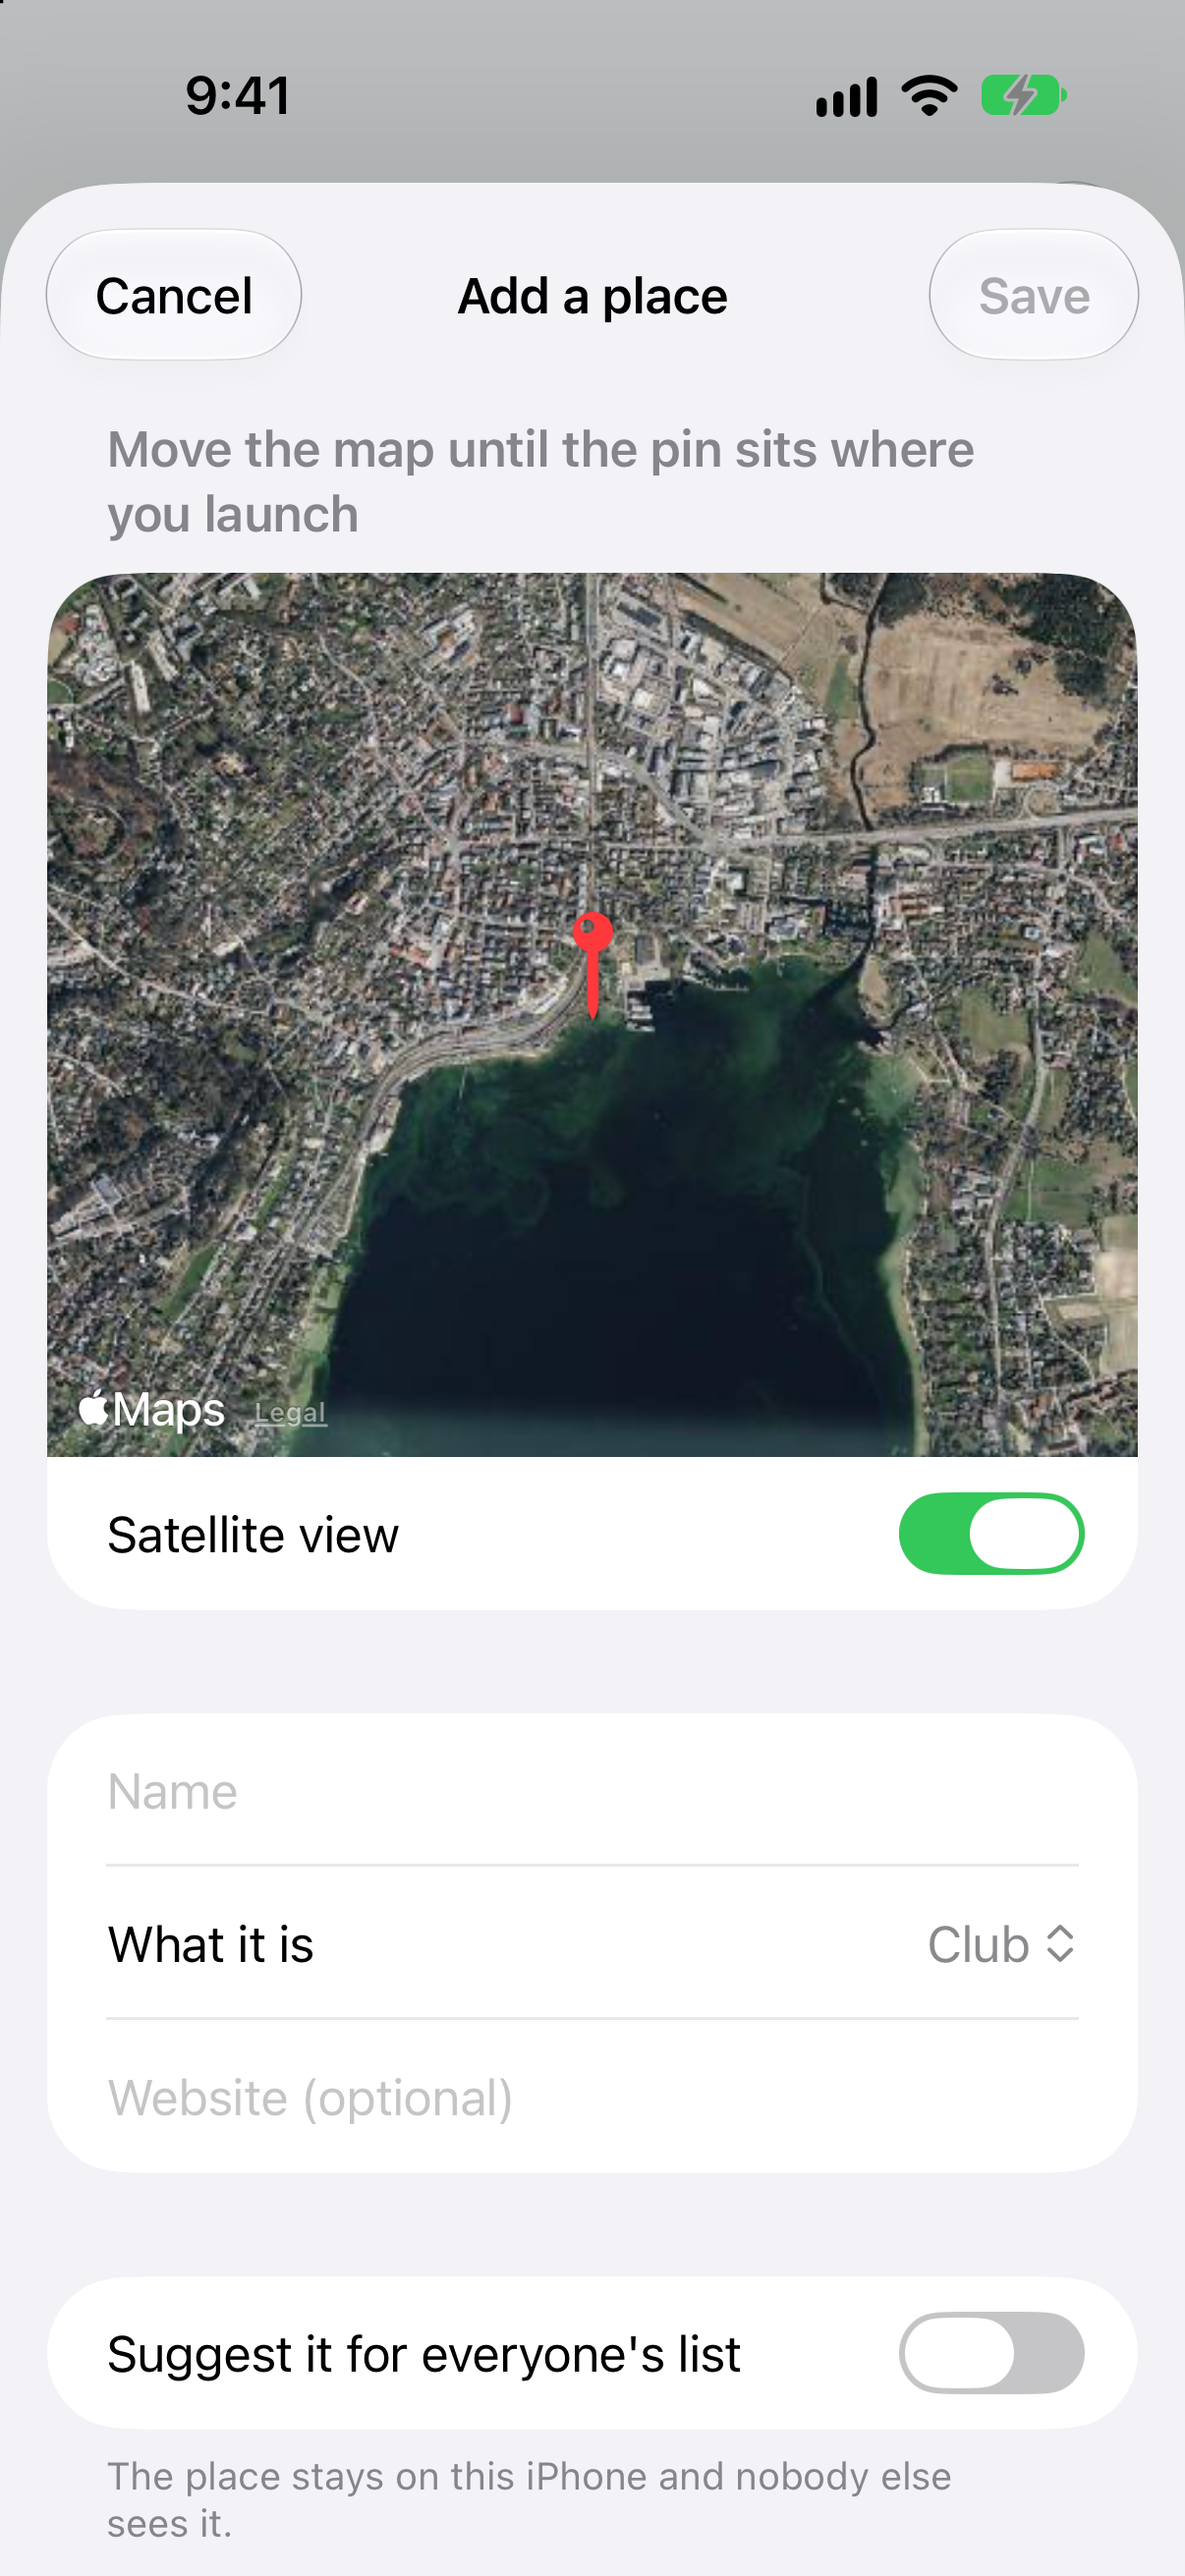 9:41
Cancel
Add a place
Save
Move the map until the pin sits where
you launch
Maps
Legal
Satellite view
Name
What it is
Club
Website (optional)
Suggest it for everyone's list
The place stays on this iPhone and nobody else
sees it.